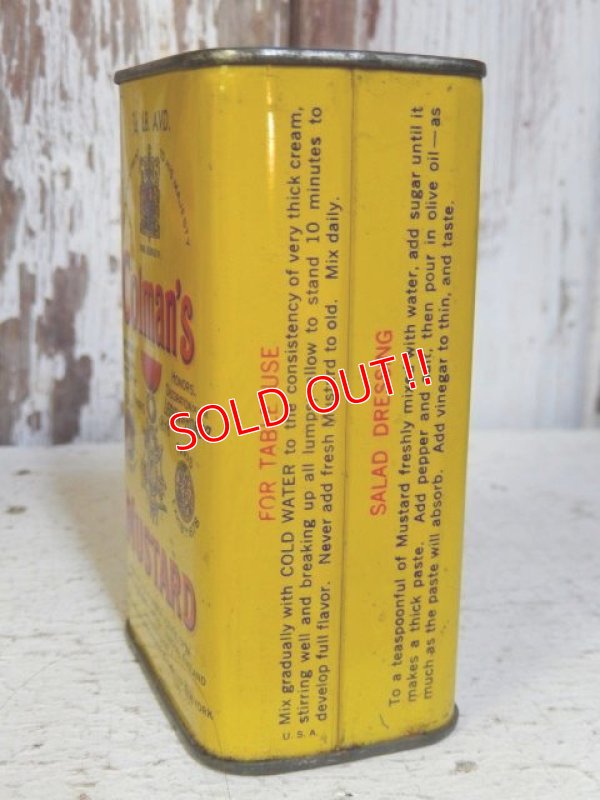 ¼ LB. AVD.
Colman's
MUSTARD
FOR TABLE USE
Mix gradually with COLD WATER to the consistency of very thick cream,
stirring well and breaking up all lumps, allow to stand 10 minutes to
develop full flavor. Never add fresh Mustard to old. Mix daily.
U.S.A.
SALAD DRESSING
To a teaspoonful of Mustard freshly mixed with water, add sugar until it
makes a thick paste. Add pepper and salt, then pour in olive oil—as
much as the paste will absorb. Add vinegar to thin, and taste.
SOLD OUT!!